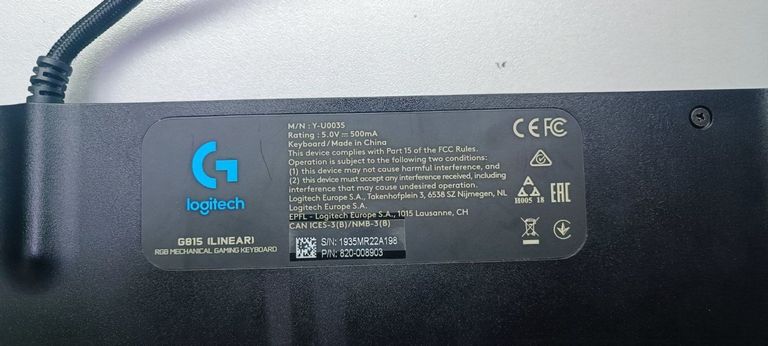 G
logitech
G815 (LINEAR)
RGB MECHANICAL GAMING KEYBOARD
M/N : Y-U0035
Rating : 5.0V ⎓ 500mA
Keyboard / Made in China
This device complies with Part 15 of the FCC Rules.
Operation is subject to the following two conditions:
(1) this device may not cause harmful interference, and
(2) this device must accept any interference received, including
interference that may cause undesired operation.
Logitech Europe S.A., Takenhofplein 3, 6538 SZ Nijmegen, NL
Logitech Europe S.A.
EPFL - Logitech Europe S.A., 1015 Lausanne, CH
CAN ICES-3(B)/NMB-3(B)
S/N: 1935MR22A198
P/N: 820-008903
CE FC
H005 18 EAC